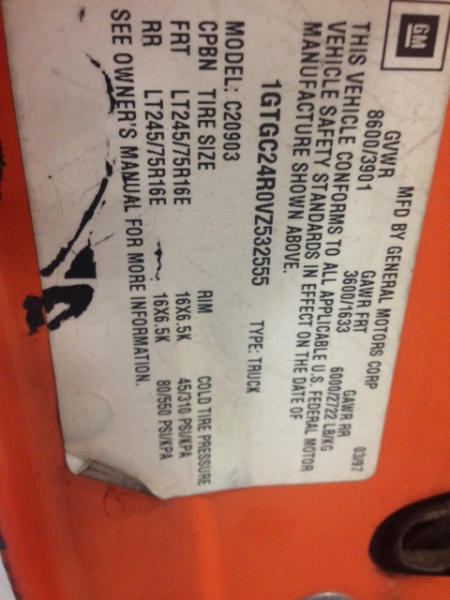 GM
MFD BY GENERAL MOTORS CORP 03/97
GVWR GAWR FRT GAWR RR
8600/3901 3600/1633 6000/2722 LB/KG
THIS VEHICLE CONFORMS TO ALL APPLICABLE U.S. FEDERAL MOTOR
VEHICLE SAFETY STANDARDS IN EFFECT ON THE DATE OF
MANUFACTURE SHOWN ABOVE.
1GTGC24R0VZ532555 TYPE: TRUCK
MODEL: C20903
CPBN TIRE SIZE RIM COLD TIRE PRESSURE
FRT LT245/75R16E 16X6.5K 45/310 PSI/KPA
RR LT245/75R16E 16X6.5K 80/550 PSI/KPA
SEE OWNER'S MANUAL FOR MORE INFORMATION.